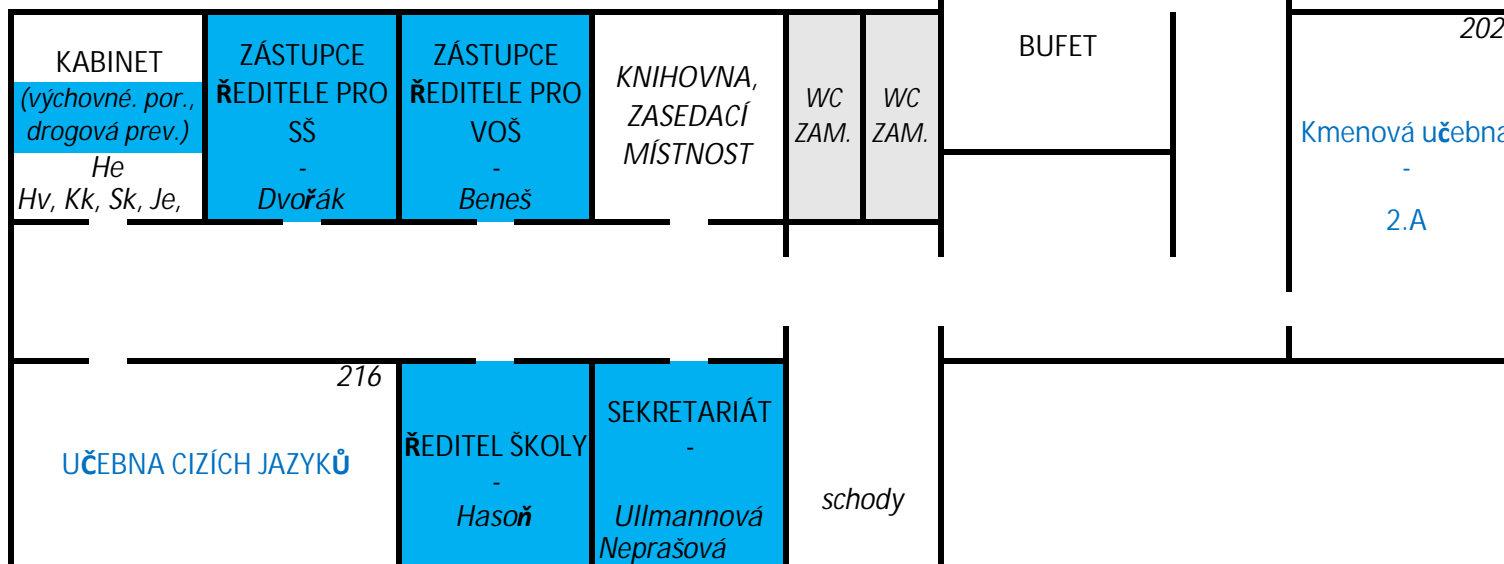 KABINET
(výchovné. por.,
drogová prev.)
He
Hv, Kk, Sk, Je,
ZÁSTUPCE
ŘEDITELE PRO
SŠ
-
Dvořák
ZÁSTUPCE
ŘEDITELE PRO
VOŠ
-
Beneš
KNIHOVNA,
ZASEDACÍ
MÍSTNOST
WC
ZAM.
WC
ZAM.
BUFET
202
Kmenová učebna
-
2.A
216
UČEBNA CIZÍCH JAZYKŮ
ŘEDITEL ŠKOLY
-
Hasoň
SEKRETARIÁT
-
Ullmannová
Neprašová
schody